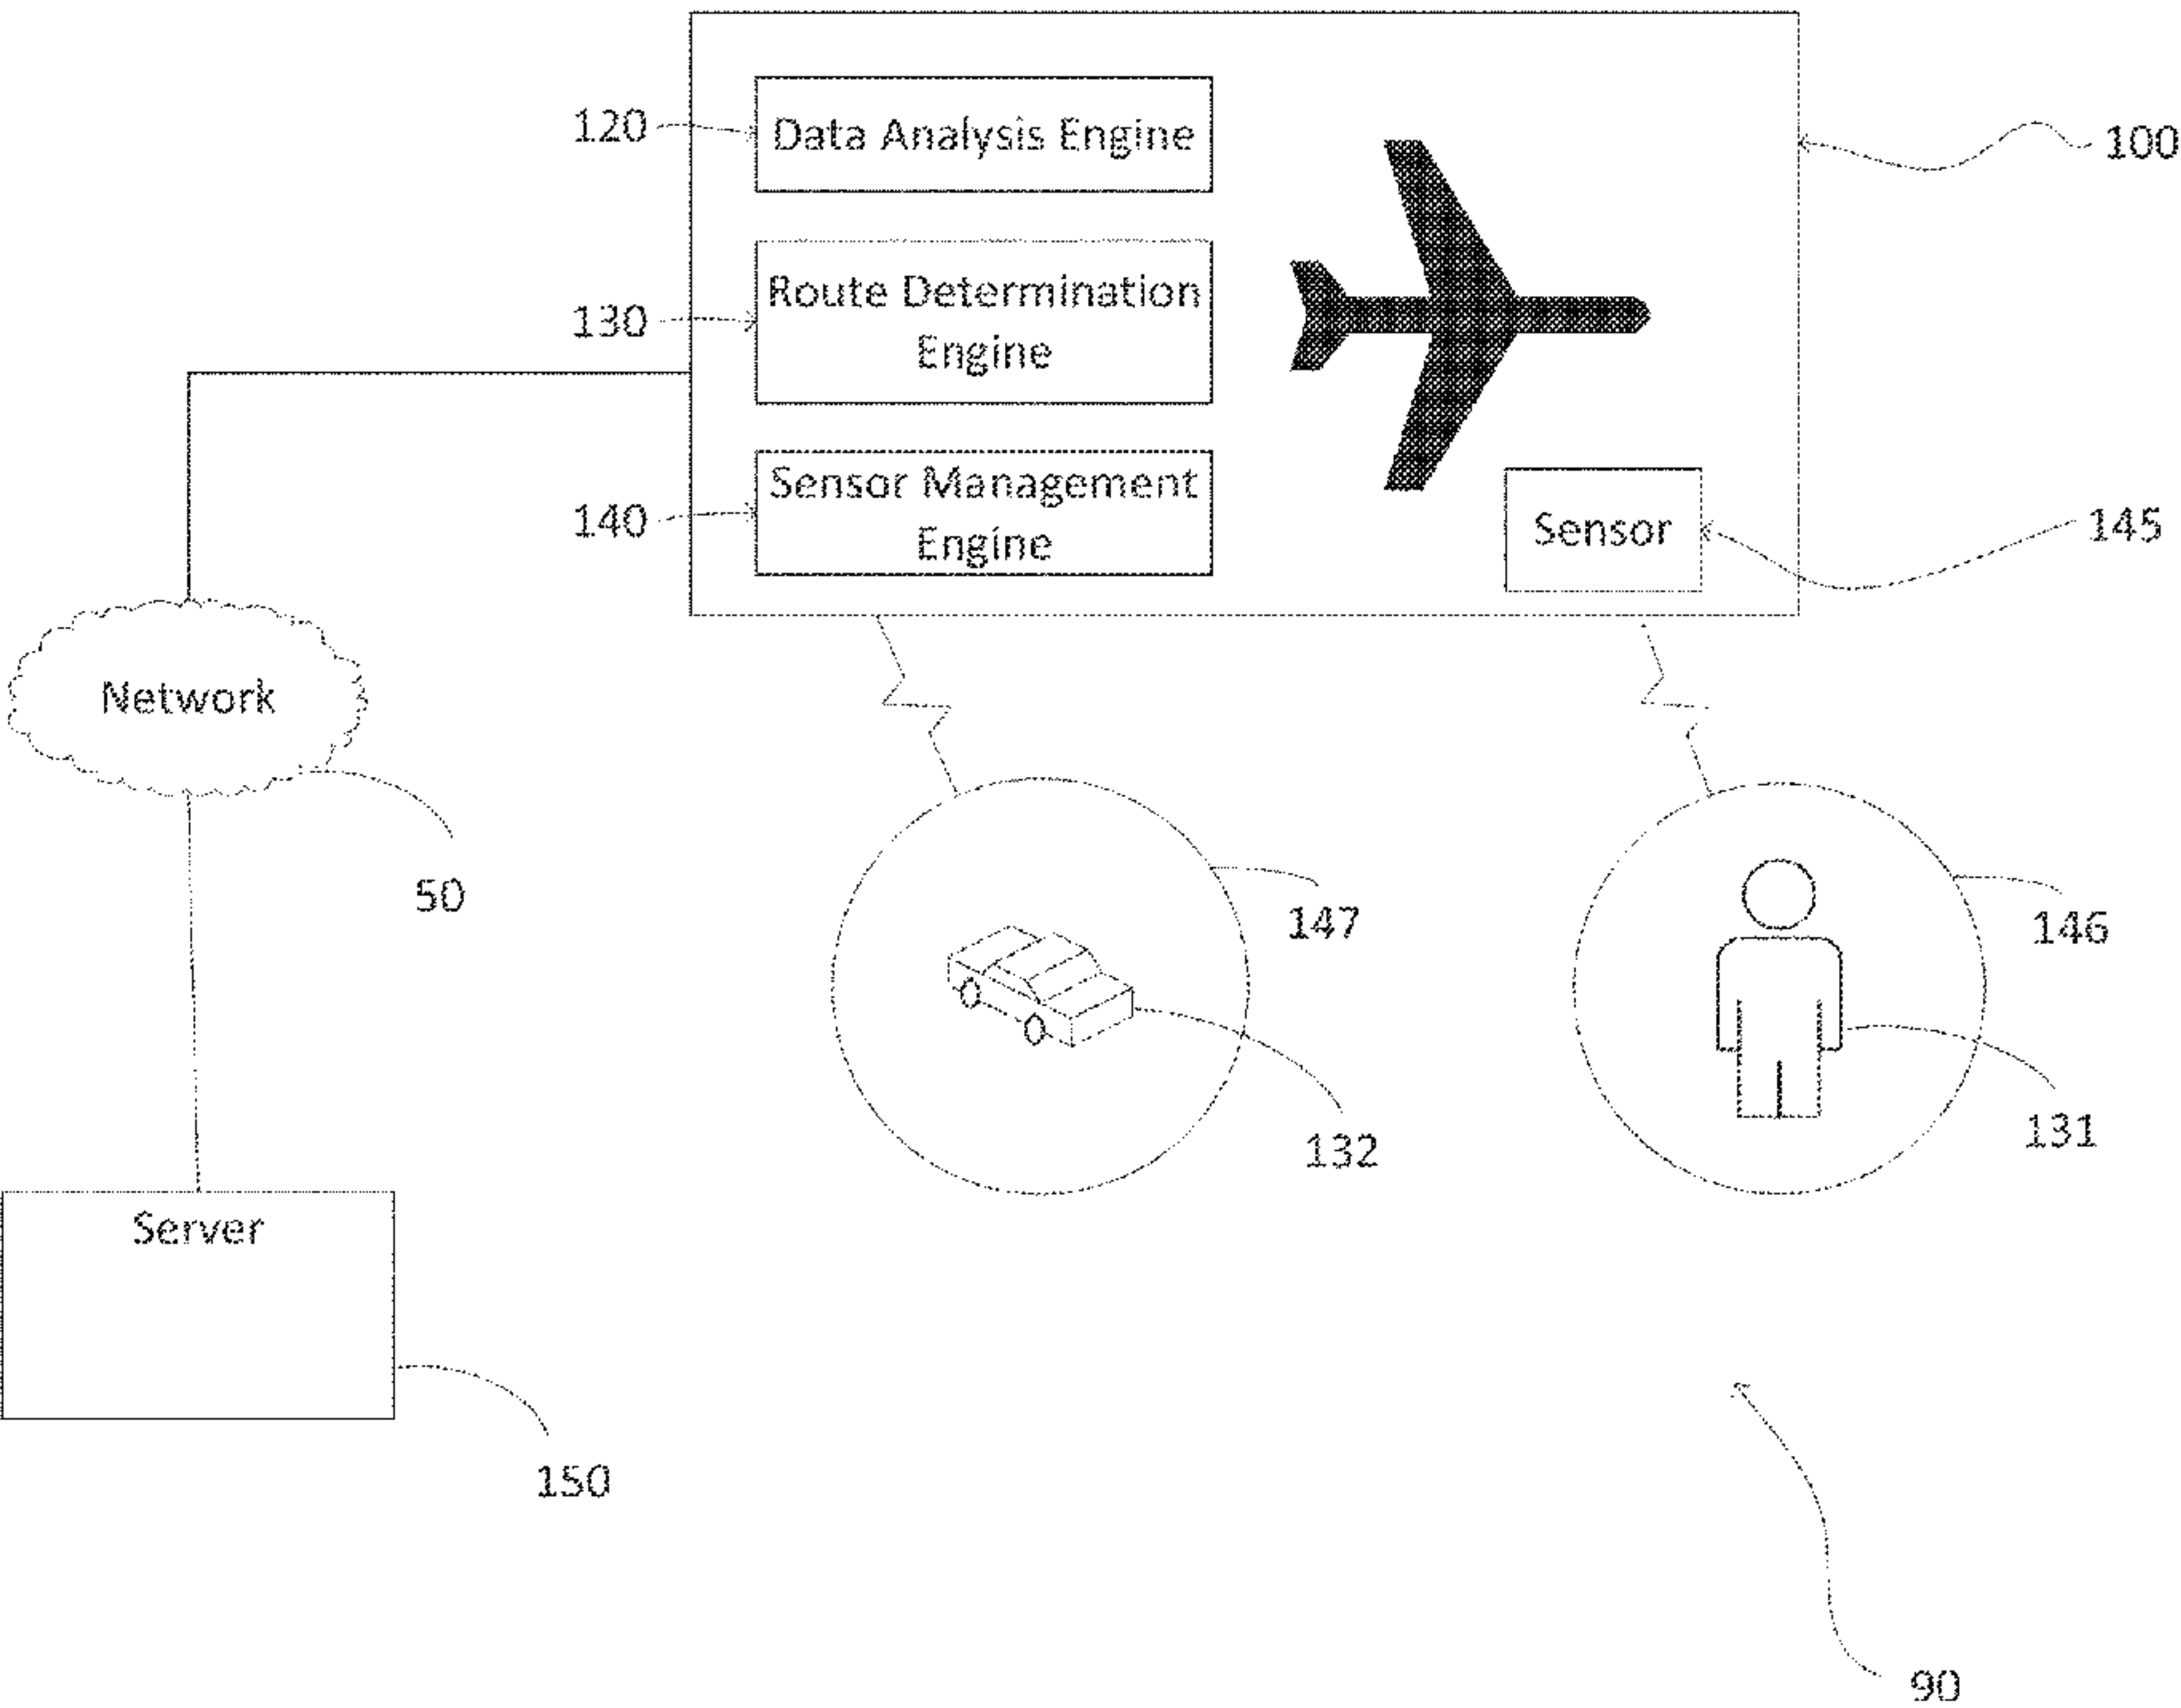 120
Data Analysis Engine
100
130
Route Determination
Engine
140
Sensor Management
Engine
Sensor
145
Network
50
147
146
132
131
Server
150
90